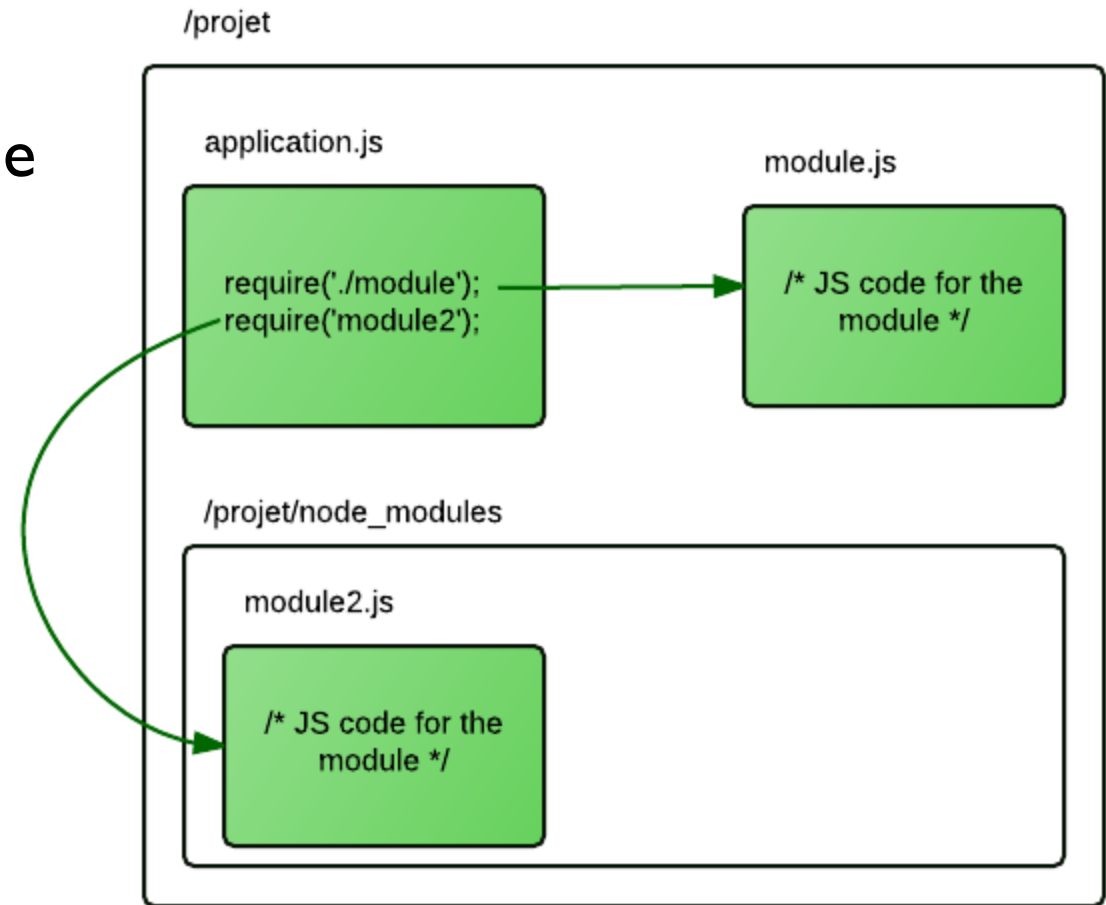 /projet
e
application.js
module.js
require('./module');
require('module2');
/* JS code for the
module */
/projet/node_modules
module2.js
/* JS code for the
module */